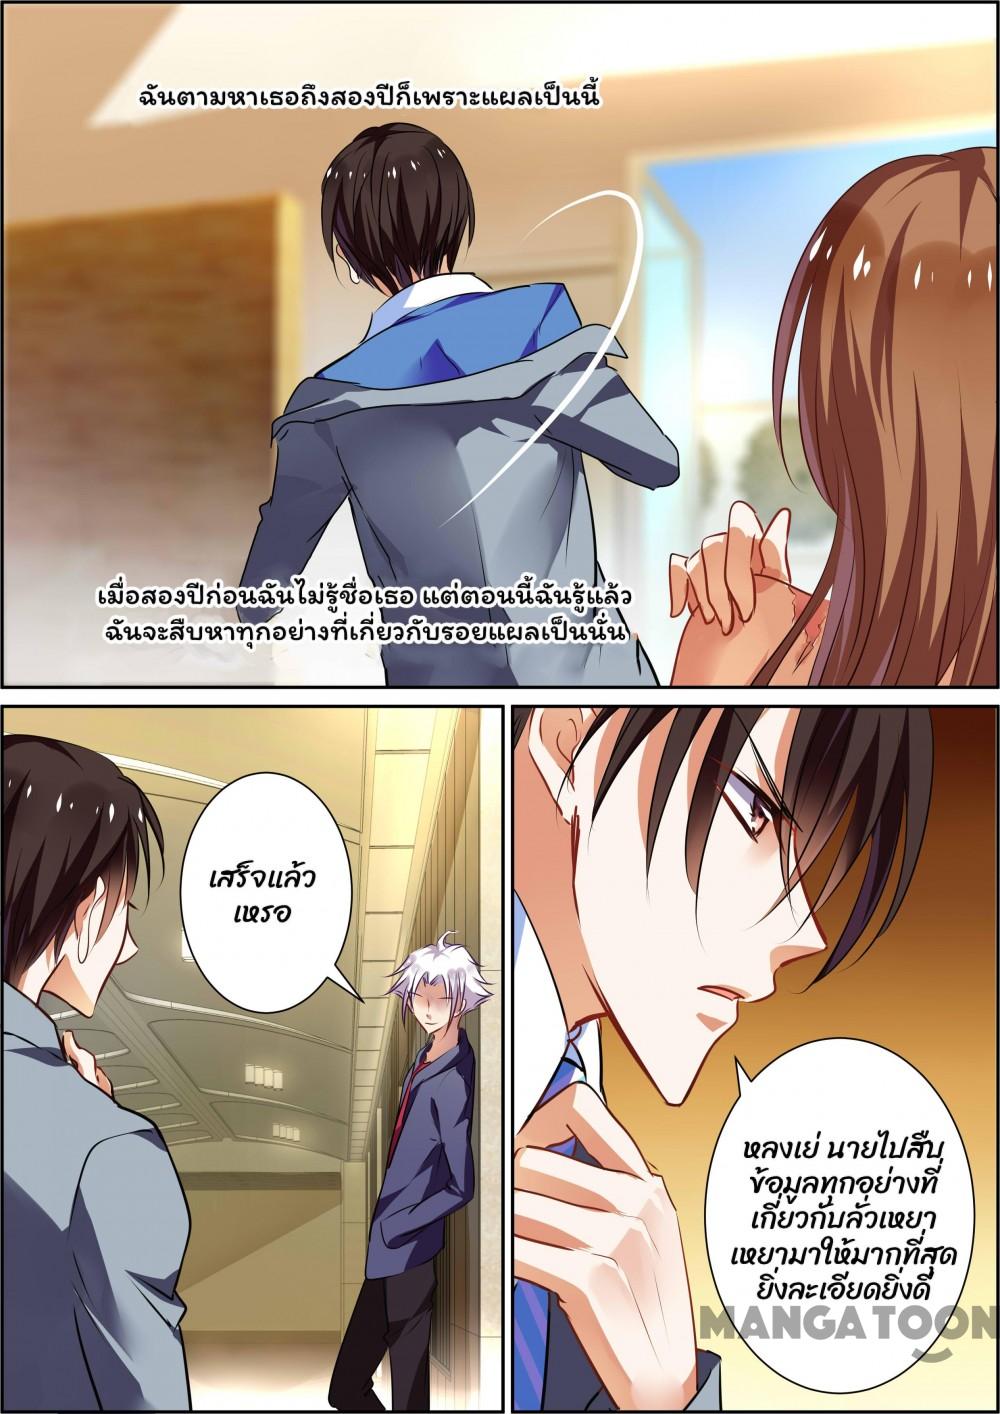 ฉันตามหาเธอถึงสองปีก็เพราะแผลเป็นนี้
เมื่อสองปีก่อนฉันไม่รู้ชื่อเธอ แต่ตอนนี้ฉันรู้แล้ว
ฉันจะสืบหาทุกอย่างที่เกี่ยวกับรอยแผลเป็นนั่น
เสร็จแล้ว
เหรอ
หลงเย่ นายไปสืบ
ข้อมูลทุกอย่างที่
เกี่ยวกับลั่วเหยา
เหยามาให้มากที่สุด
ยิ่งละเอียดยิ่งดี
MANGATOON